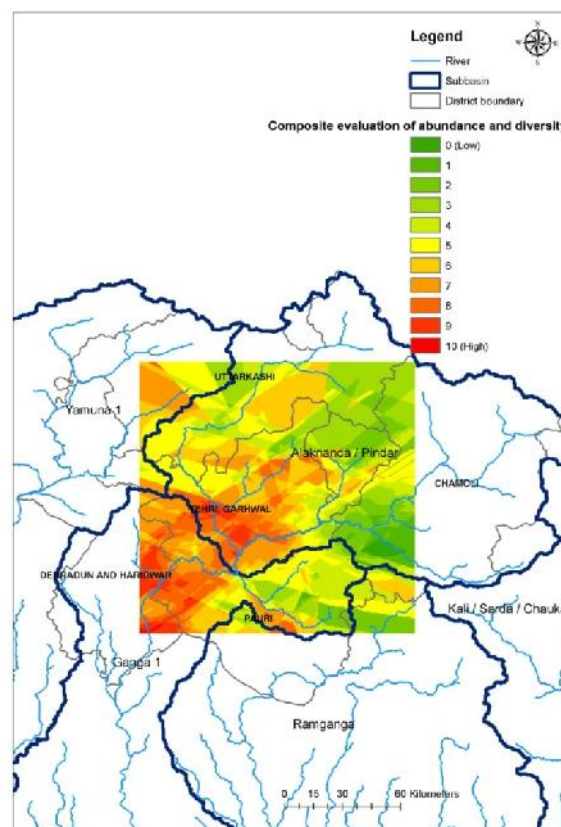 Legend
N
W E
S
River
Subbasin
District boundary
Composite evaluation of abundance and diversity
0 (Low)
1
2
3
4
5
6
7
8
9
10 (High)
UTTARKASHI
Yamuna 1
Alaknanda / Pindar
CHAMOLI
TEHRI GARHWAL
DEHRADUN AND HARIDWAR
Kali / Sarda / Chauka
PAURI
Ganga 1
Ramganga
0 15 30 60 Kilometers